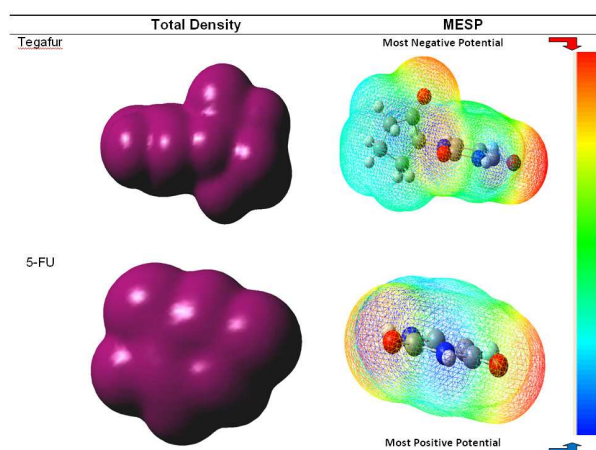 Total Density MESP
Tegafur
Most Negative Potential
5-FU
Most Positive Potential